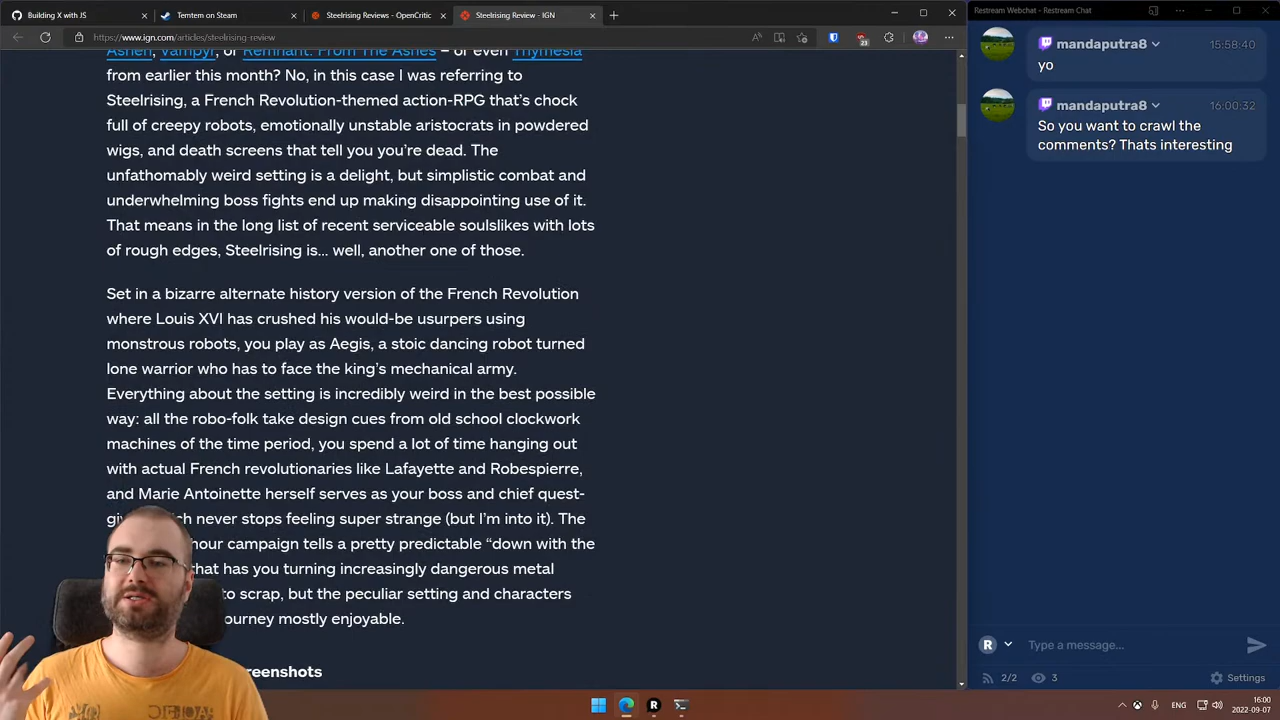 Building X with JS
Temtem on Steam
Steelrising Reviews - OpenCritic
Steelrising Review - IGN
https://www.ign.com/articles/steelrising-review
23
Ashen, Vampyr, or Remnant: From The Ashes – or even Thymesia
from earlier this month? No, in this case I was referring to
Steelrising, a French Revolution-themed action-RPG that's chock
full of creepy robots, emotionally unstable aristocrats in powdered
wigs, and death screens that tell you you're dead. The
unfathomably weird setting is a delight, but simplistic combat and
underwhelming boss fights end up making disappointing use of it.
That means in the long list of recent serviceable soulslikes with lots
of rough edges, Steelrising is... well, another one of those.
Set in a bizarre alternate history version of the French Revolution
where Louis XVI has crushed his would-be usurpers using
monstrous robots, you play as Aegis, a stoic dancing robot turned
lone warrior who has to face the king's mechanical army.
Everything about the setting is incredibly weird in the best possible
way: all the robo-folk take design cues from old school clockwork
machines of the time period, you spend a lot of time hanging out
with actual French revolutionaries like Lafayette and Robespierre,
and Marie Antoinette herself serves as your boss and chief quest-
never stops feeling super strange (but I'm into it). The
hour campaign tells a pretty predictable “down with the
that has you turning increasingly dangerous metal
to scrap, but the peculiar setting and characters
journey mostly enjoyable.
Restream Webchat - Restream Chat
mandaputra8 15:58:40
yo
mandaputra8 16:00:32
So you want to crawl the
comments? Thats interesting
R Type a message...
2/2 3 Settings
R
ENG 16:00
2022-09-07